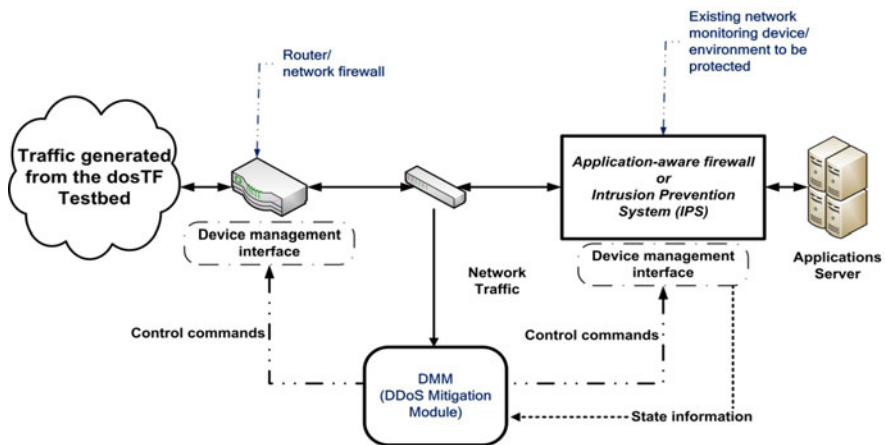 Existing network
monitoring device/
environment to be
protected
Router/
network firewall
Traffic generated
from the dosTF
Testbed
Application-aware firewall
or
Intrusion Prevention
System (IPS)
Device management
interface
Device management
interface
Applications
Server
Network
Traffic
Control commands
Control commands
DMM
(DDoS Mitigation
Module)
State information